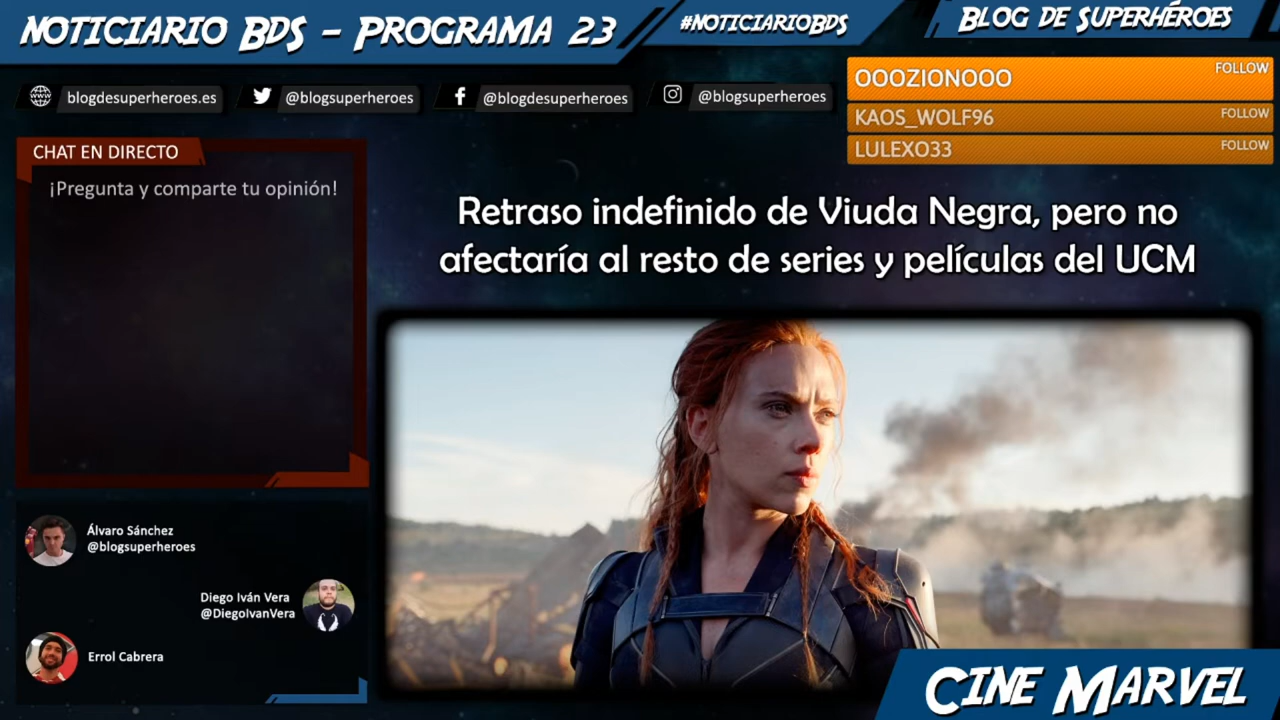 NOTICIARIO BDS - PROGRAMA 23
#NOTICIARIOBDS
BLOG DE SUPERHÉROES
blogdesuperheroes.es
@blogsuperheroes
@blogdesuperheroes
@blogsuperheroes
OOOZIONOOO FOLLOW
KAOS_WOLF96 FOLLOW
LULEXO33 FOLLOW
CHAT EN DIRECTO
¡Pregunta y comparte tu opinión!
Retraso indefinido de Viuda Negra, pero no
afectaría al resto de series y películas del UCM
Álvaro Sánchez
@blogsuperheroes
Diego Iván Vera
@DiegoIvanVera
Errol Cabrera
CINE MARVEL